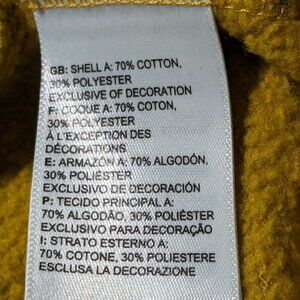 GB: SHELL A: 70% COTTON,
30% POLYESTER
EXCLUSIVE OF DECORATION
F: COQUE A: 70% COTON,
30% POLYESTER
À L'EXCEPTION DES
DÉCORATIONS
E: ARMAZÓN A: 70% ALGODÓN,
30% POLIÉSTER
EXCLUSIVO DE DECORACIÓN
P: TECIDO PRINCIPAL A:
70% ALGODÃO, 30% POLIÉSTER
EXCLUSIVO PARA DECORAÇÃO
I: STRATO ESTERNO A:
70% COTONE, 30% POLIESTERE
ESCLUSA LA DECORAZIONE